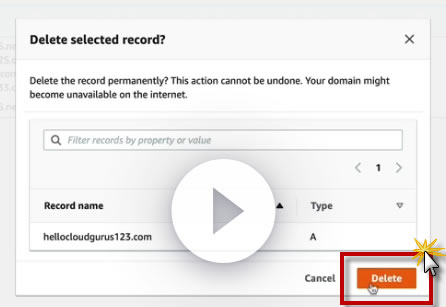 Delete selected record?
Delete the record permanently? This action cannot be undone. Your domain might
become unavailable on the internet.
Filter records by property or value
1
Record name
Type
hellocloudgurus123.com
A
Cancel
Delete